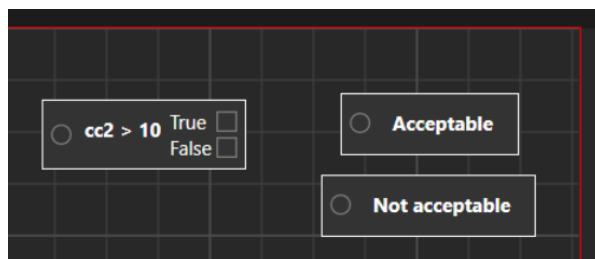 cc2 > 10
True
False
Acceptable
Not acceptable